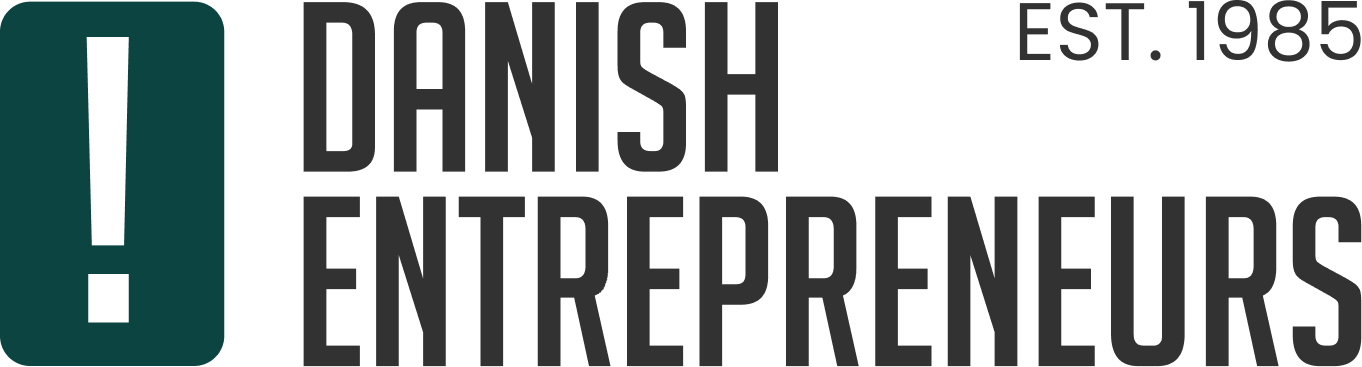 !
DANISH
EST. 1985
ENTREPRENEURS